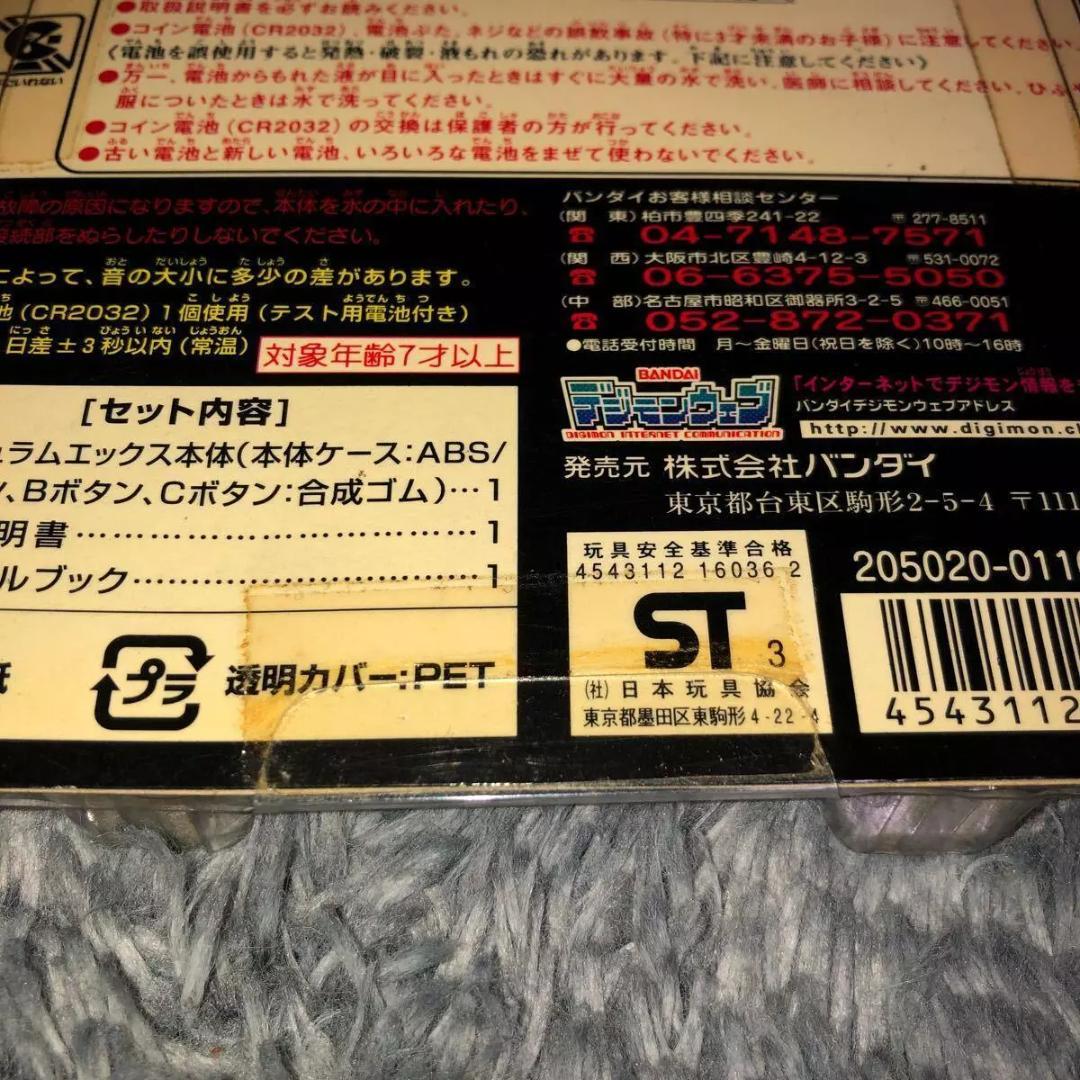 ●取扱説明書を必ずお読みください。
●コイン電池(CR2032)、電池ぶた、ネジなどの誤飲事故(特に3才未満のお子様)に注意してください。
〈電池を誤使用すると発熱・破裂・液もれの恐れがあります。下記に注意してください〉
●万一、電池からもれた液が目に入ったときはすぐに大量の水で洗い、医師に相談してください。ひふや
服についたときは水で洗ってください。
●コイン電池(CR2032)の交換は保護者の方が行ってください。
●古い電池と新しい電池、いろいろな電池をまぜて使わないでください。
にいれない
故障の原因になりますので、本体を水の中に入れたり、
接続部をぬらしたりしないでください。
によって、音の大小に多少の差があります。
池(CR2032)1個使用(テスト用電池付き)
日差±3秒以内(常温)
対象年齢7才以上
[セット内容]
ュラムエックス本体(本体ケース:ABS/
ン、Bボタン、Cボタン:合成ゴム)…1
明書………………………………1
ルブック……………………………1
紙
プラ
透明カバー:PET
バンダイお客様相談センター
(関 東)柏市豊四季241-22 〒277-8511
☎ 04-7148-7571
(関 西)大阪市北区豊崎4-12-3 〒531-0072
☎ 06-6375-5050
(中 部)名古屋市昭和区御器所3-2-5 〒466-0051
☎ 052-872-0371
●電話受付時間 月～金曜日(祝日を除く)10時～16時
BANDAI
デジモンウェブ
DIGIMON INTERNET COMMUNICATION
「インターネットでデジモン情報を
バンダイデジモンウェブアドレス
http://www.digimon.c
発売元 株式会社バンダイ
東京都台東区駒形2-5-4 〒111
玩具安全基準合格
4543112 16036 2
ST
3
(社)日本玩具協会
東京都墨田区東駒形4-22-4
205020-0110
4543112